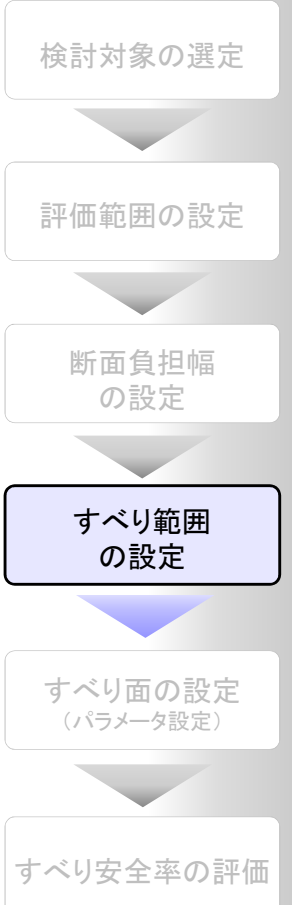 検討対象の選定
評価範囲の設定
断面負担幅
の設定
すべり範囲
の設定
すべり面の設定
（パラメータ設定）
すべり安全率の評価